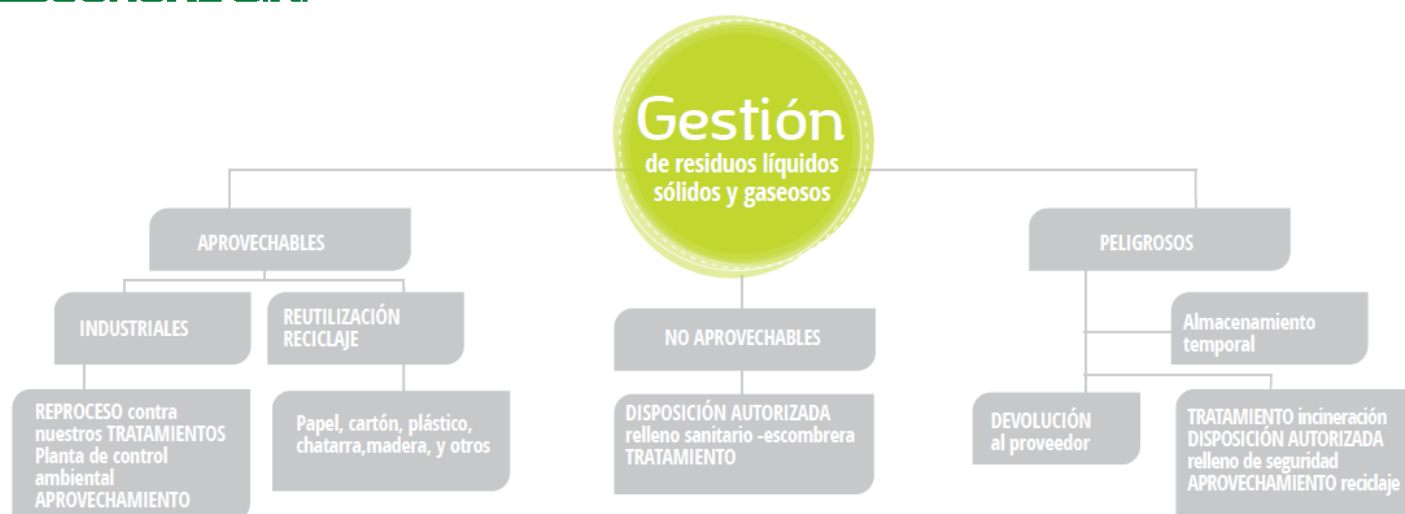 Gestión
de residuos líquidos
sólidos y gaseosos
APROVECHABLES
INDUSTRIALES
REPROCESO contra
nuestros TRATAMIENTOS
Planta de control
ambiental
APROVECHAMIENTO
REUTILIZACIÓN
RECICLAJE
Papel, cartón, plástico,
chatarra,madera, y otros
NO APROVECHABLES
DISPOSICIÓN AUTORIZADA
relleno sanitario -escombrera
TRATAMIENTO
PELIGROSOS
Almacenamiento
temporal
DEVOLUCIÓN
al proveedor
TRATAMIENTO incineración
DISPOSICIÓN AUTORIZADA
relleno de seguridad
APROVECHAMIENTO reciclaje